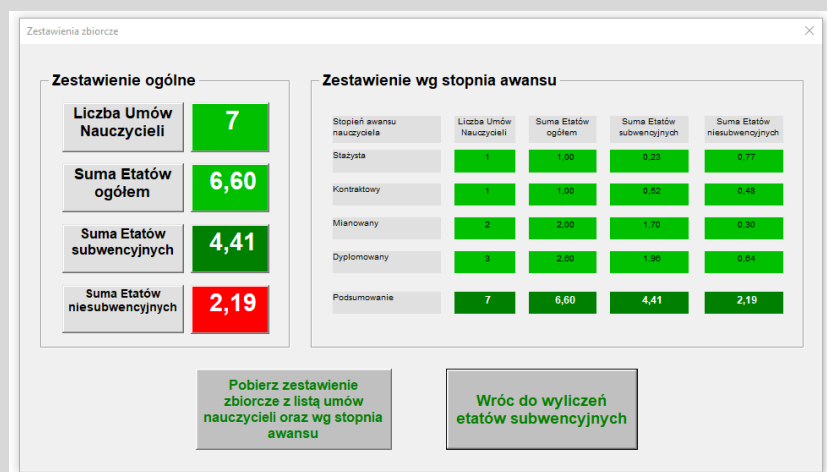 Zestawienia zbiorcze
Zestawienie ogólne
Liczba Umów
Nauczycieli
7
Suma Etatów
ogółem
6,60
Suma Etatów
subwencyjnych
4,41
Suma Etatów
niesubwencyjnych
2,19
Zestawienie wg stopnia awansu
Stopień awansu
nauczyciela
Liczba Umów
Nauczycieli
Suma Etatów
ogółem
Suma Etatów
subwencyjnych
Suma Etatów
niesubwencyjnych
Stażysta 1 1,00 0,23 0,77
Kontraktowy 1 1,00 0,52 0,48
Mianowany 2 2,00 1,70 0,30
Dyplomowany 3 2,60 1,96 0,64
Podsumowanie 7 6,60 4,41 2,19
Pobierz zestawienie
zbiorcze z listą umów
nauczycieli oraz wg stopnia
awansu
Wróc do wyliczeń
etatów subwencyjnych